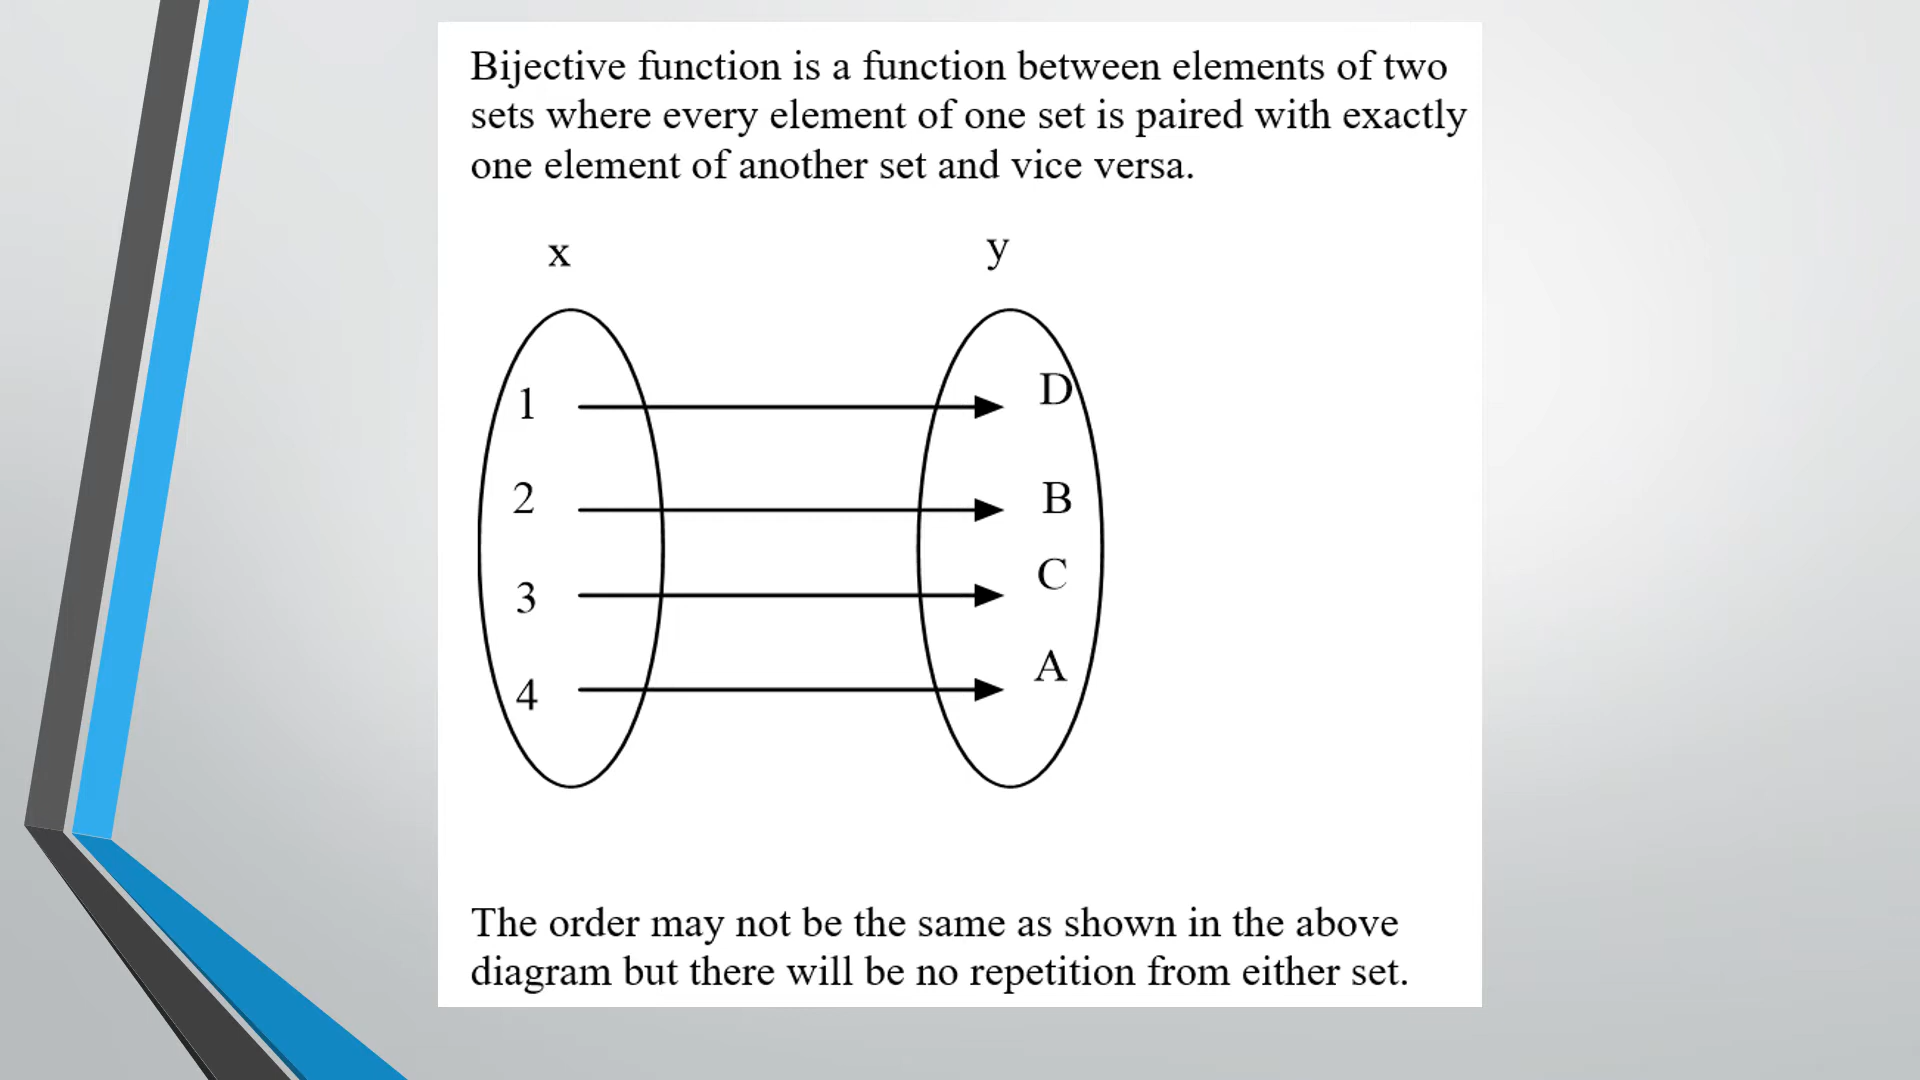 Bijective function is a function between elements of two
sets where every element of one set is paired with exactly
one element of another set and vice versa.
x y
1 D
2 B
3 C
4 A
The order may not be the same as shown in the above
diagram but there will be no repetition from either set.